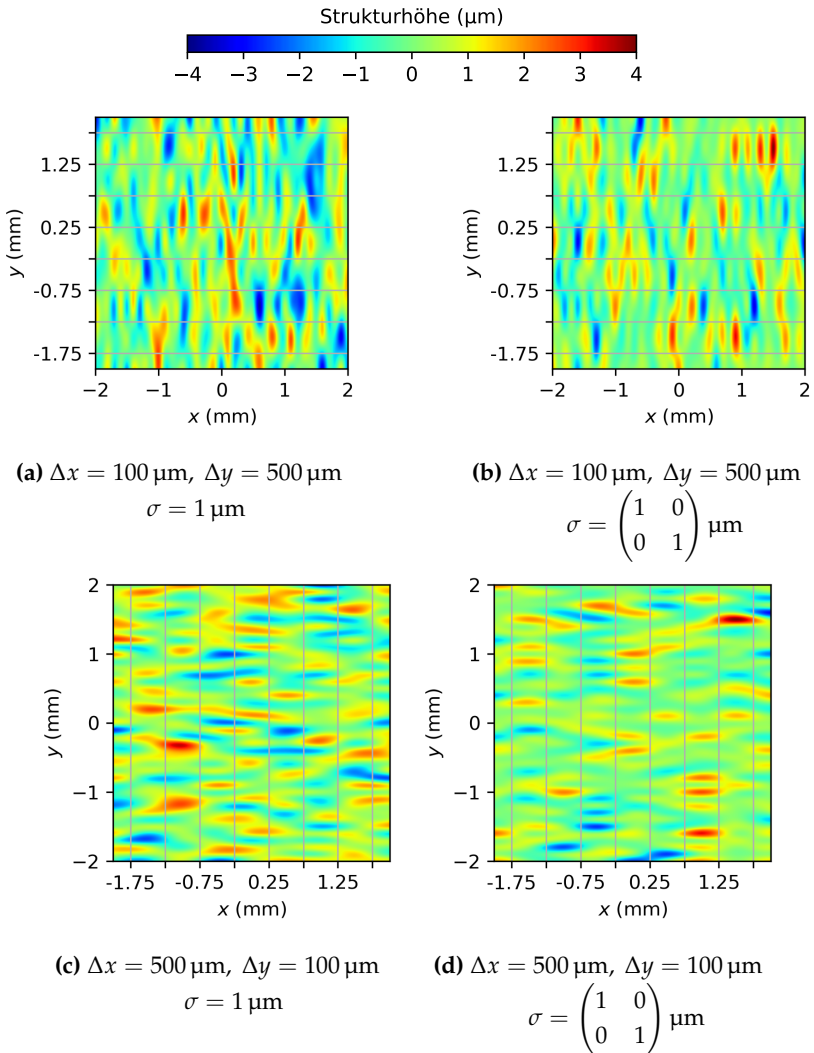 Strukturhöhe (µm)
−4 −3 −2 −1 0 1 2 3 4
1.25
0.25
-0.75
-1.75
y (mm)
−2 −1 0 1 2
x (mm)
1.25
0.25
-0.75
-1.75
y (mm)
−2 −1 0 1 2
x (mm)
(a) Δx = 100 µm, Δy = 500 µm
σ = 1 µm
(b) Δx = 100 µm, Δy = 500 µm
σ = (1 0
0 1) µm
2
1
0
−1
−2
y (mm)
-1.75 -0.75 0.25 1.25
x (mm)
2
1
0
−1
−2
y (mm)
-1.75 -0.75 0.25 1.25
x (mm)
(c) Δx = 500 µm, Δy = 100 µm
σ = 1 µm
(d) Δx = 500 µm, Δy = 100 µm
σ = (1 0
0 1) µm